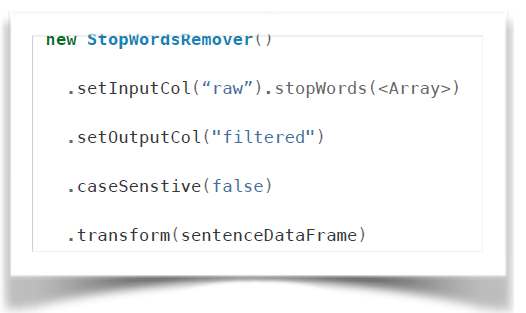 new StopWordsRemover()
.setInputCol(“raw”).stopWords(<Array>)
.setOutputCol("filtered")
.caseSenstive(false)
.transform(sentenceDataFrame)